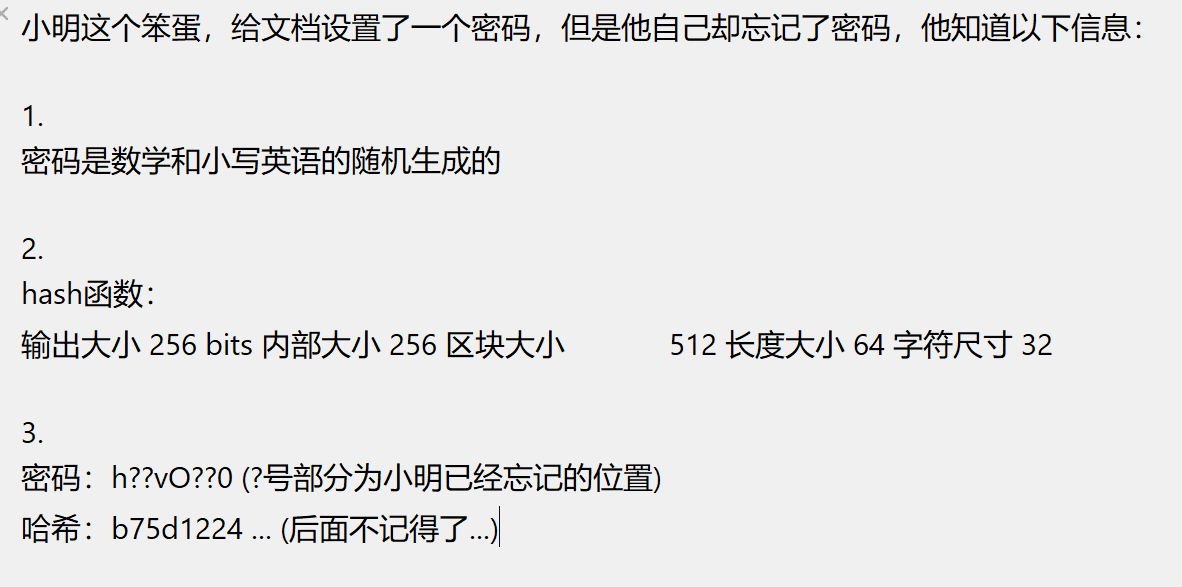 小明这个笨蛋，给文档设置了一个密码，但是他自己却忘记了密码，他知道以下信息：
1.
密码是数学和小写英语的随机生成的
2.
hash函数：
输出大小 256 bits 内部大小 256 区块大小 512 长度大小 64 字符尺寸 32
3.
密码：h??vO??0 (?号部分为小明已经忘记的位置)
哈希：b75d1224 ... (后面不记得了...)